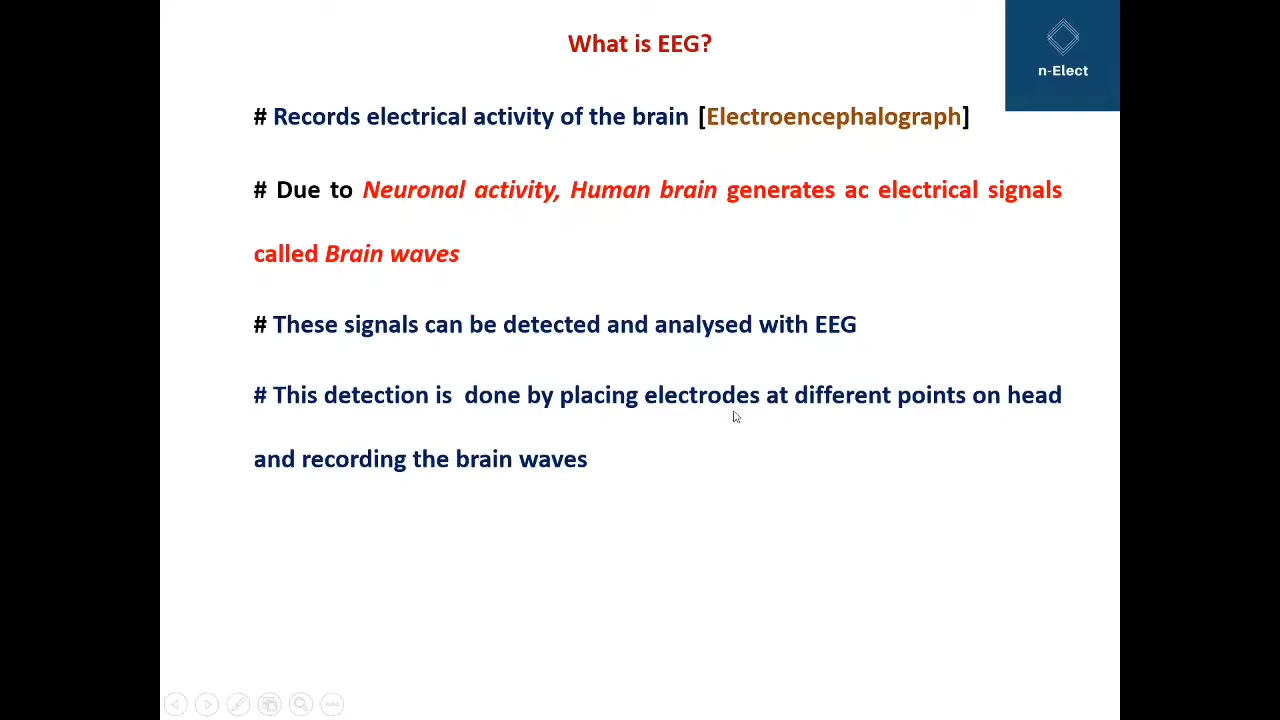 What is EEG?
n-Elect
# Records electrical activity of the brain [Electroencephalograph]
# Due to Neuronal activity, Human brain generates ac electrical signals
called Brain waves
# These signals can be detected and analysed with EEG
# This detection is  done by placing electrodes at different points on head
and recording the brain waves